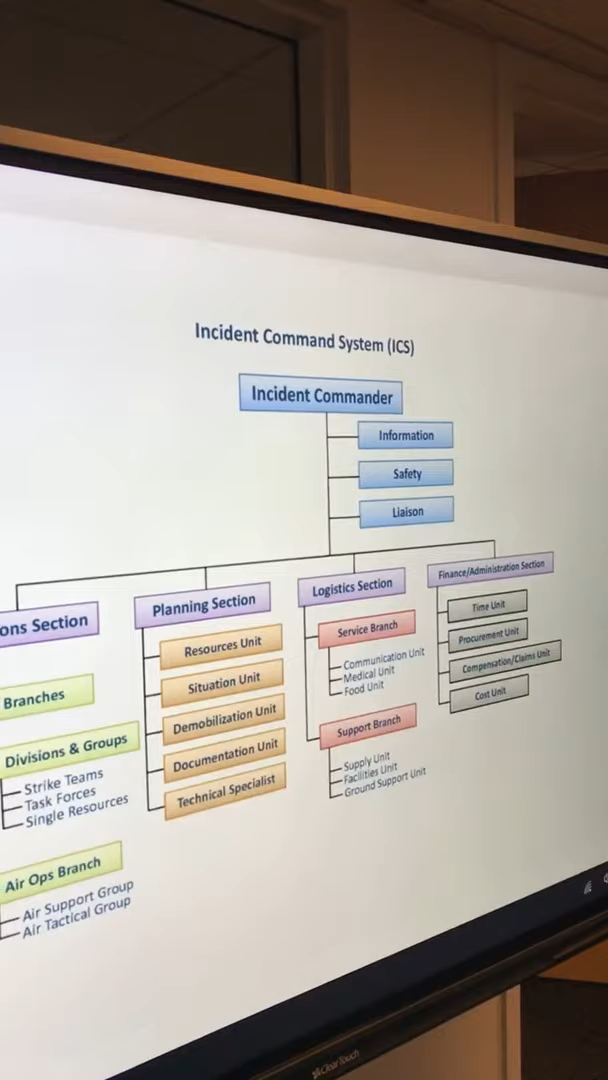 Incident Command System (ICS)
Incident Commander
Information
Safety
Liaison
ons Section
Branches
Divisions & Groups
Strike Teams
Task Forces
Single Resources
Air Ops Branch
Air Support Group
Air Tactical Group
Planning Section
Resources Unit
Situation Unit
Demobilization Unit
Documentation Unit
Technical Specialist
Logistics Section
Service Branch
Communication Unit
Medical Unit
Food Unit
Support Branch
Supply Unit
Facilities Unit
Ground Support Unit
Finance/Administration Section
Time Unit
Procurement Unit
Compensation/Claims Unit
Cost Unit
ClearTouch